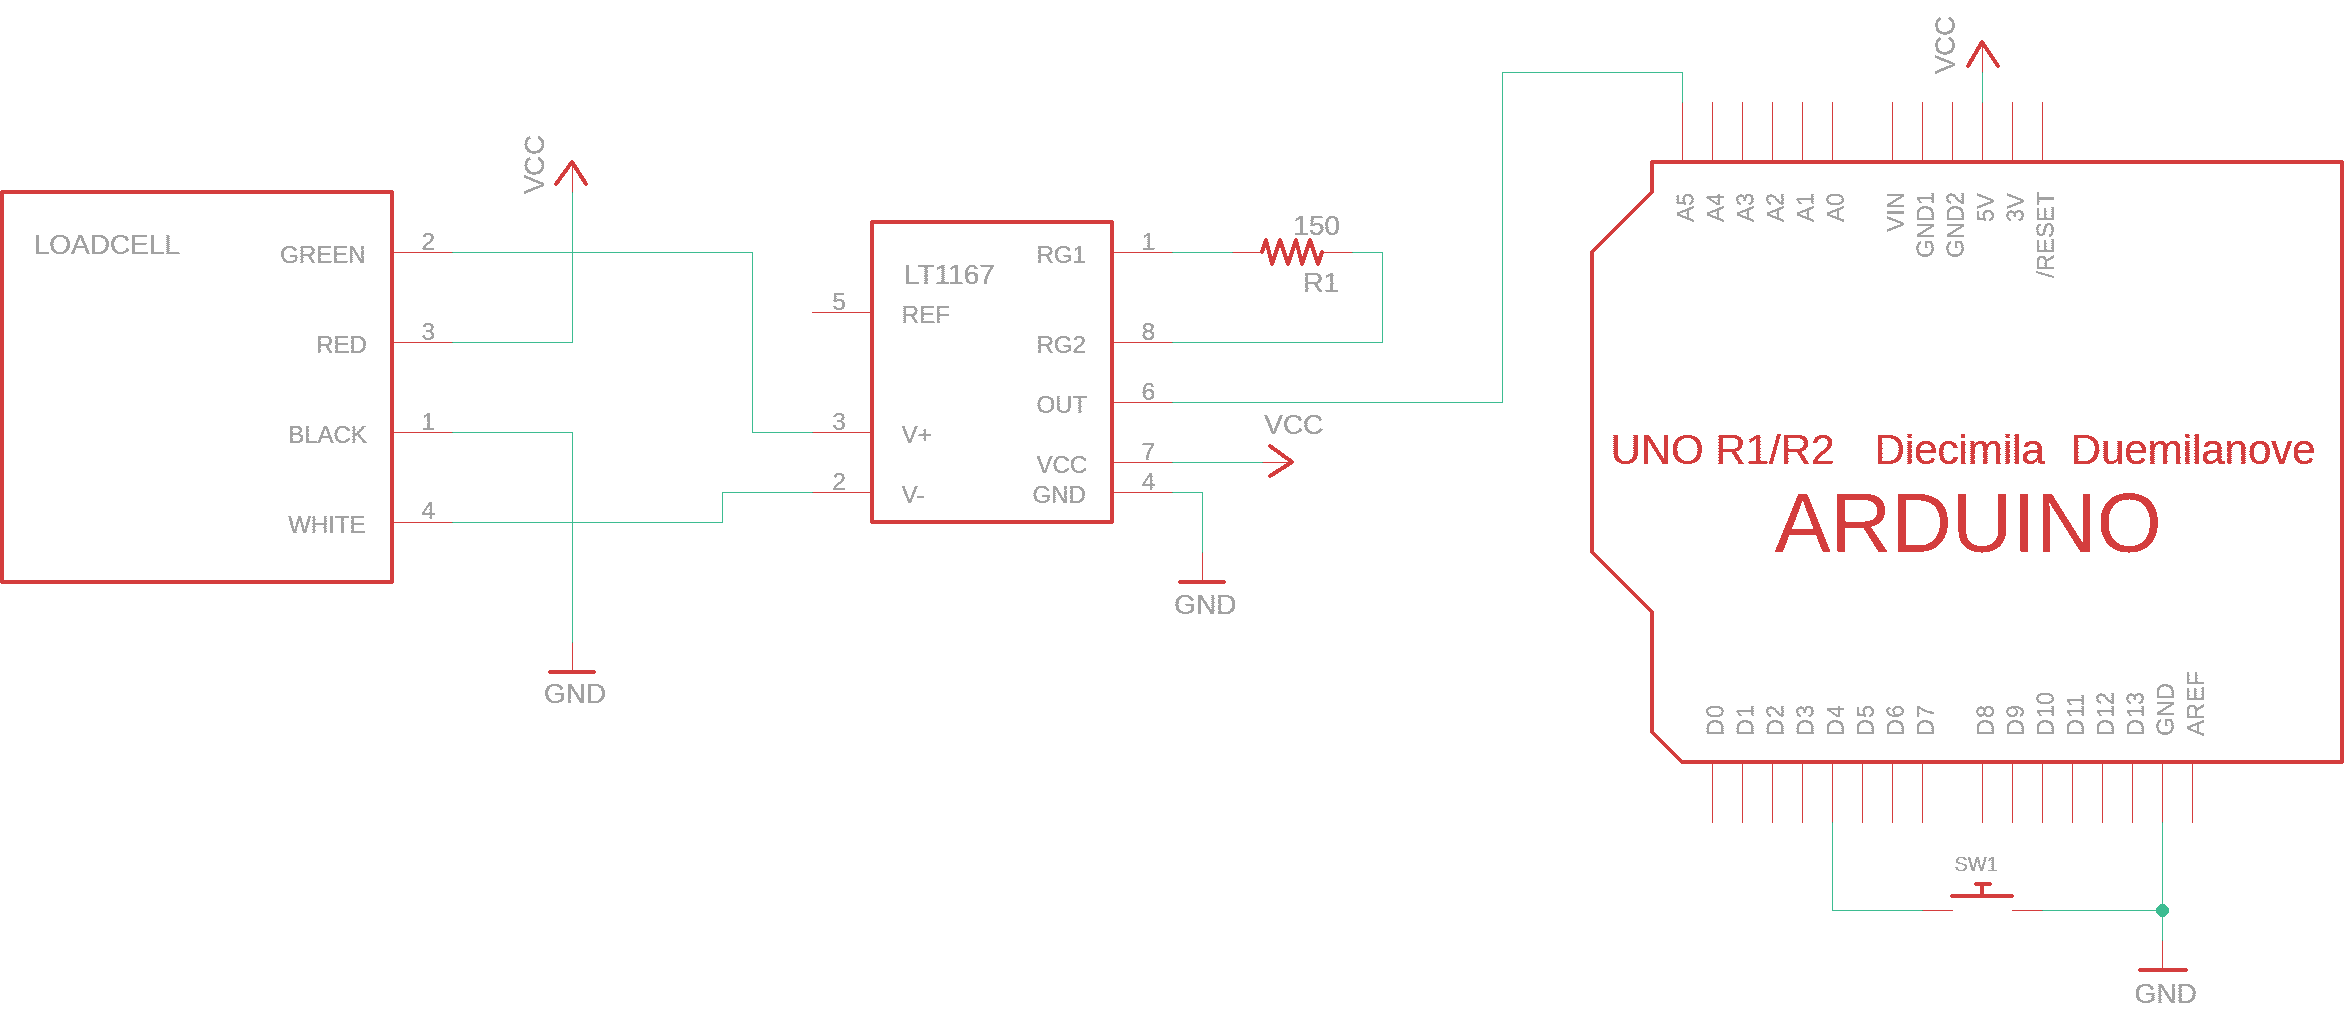 LOADCELL
GREEN
2
RED
3
BLACK
1
WHITE
4
VCC
GND
LT1167
5
REF
3
V+
2
V-
RG1
1
RG2
8
OUT
6
VCC
7
GND
4
150
R1
VCC
GND
VCC
A5
A4
A3
A2
A1
A0
VIN
GND1
GND2
5V
3V
/RESET
UNO R1/R2 Diecimila Duemilanove
ARDUINO
D0
D1
D2
D3
D4
D5
D6
D7
D8
D9
D10
D11
D12
D13
GND
AREF
SW1
GND